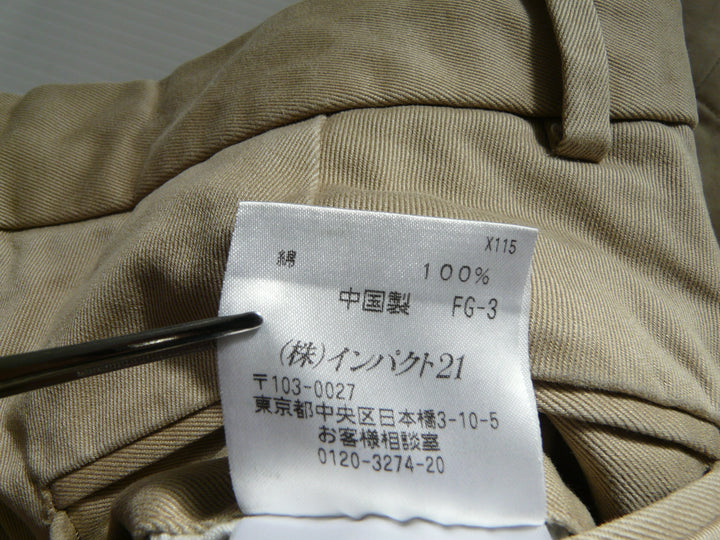 X115
綿 100%
中国製 FG-3
(株)インパクト21
〒103-0027
東京都中央区日本橋3-10-5
お客様相談室
0120-3274-20